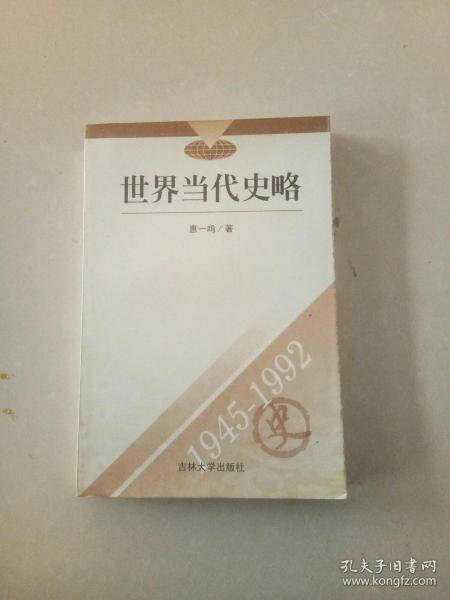 世界当代史略
惠一鸣/著
1945-1992
史
吉林大学出版社
孔夫子旧书网
www.kongfz.com